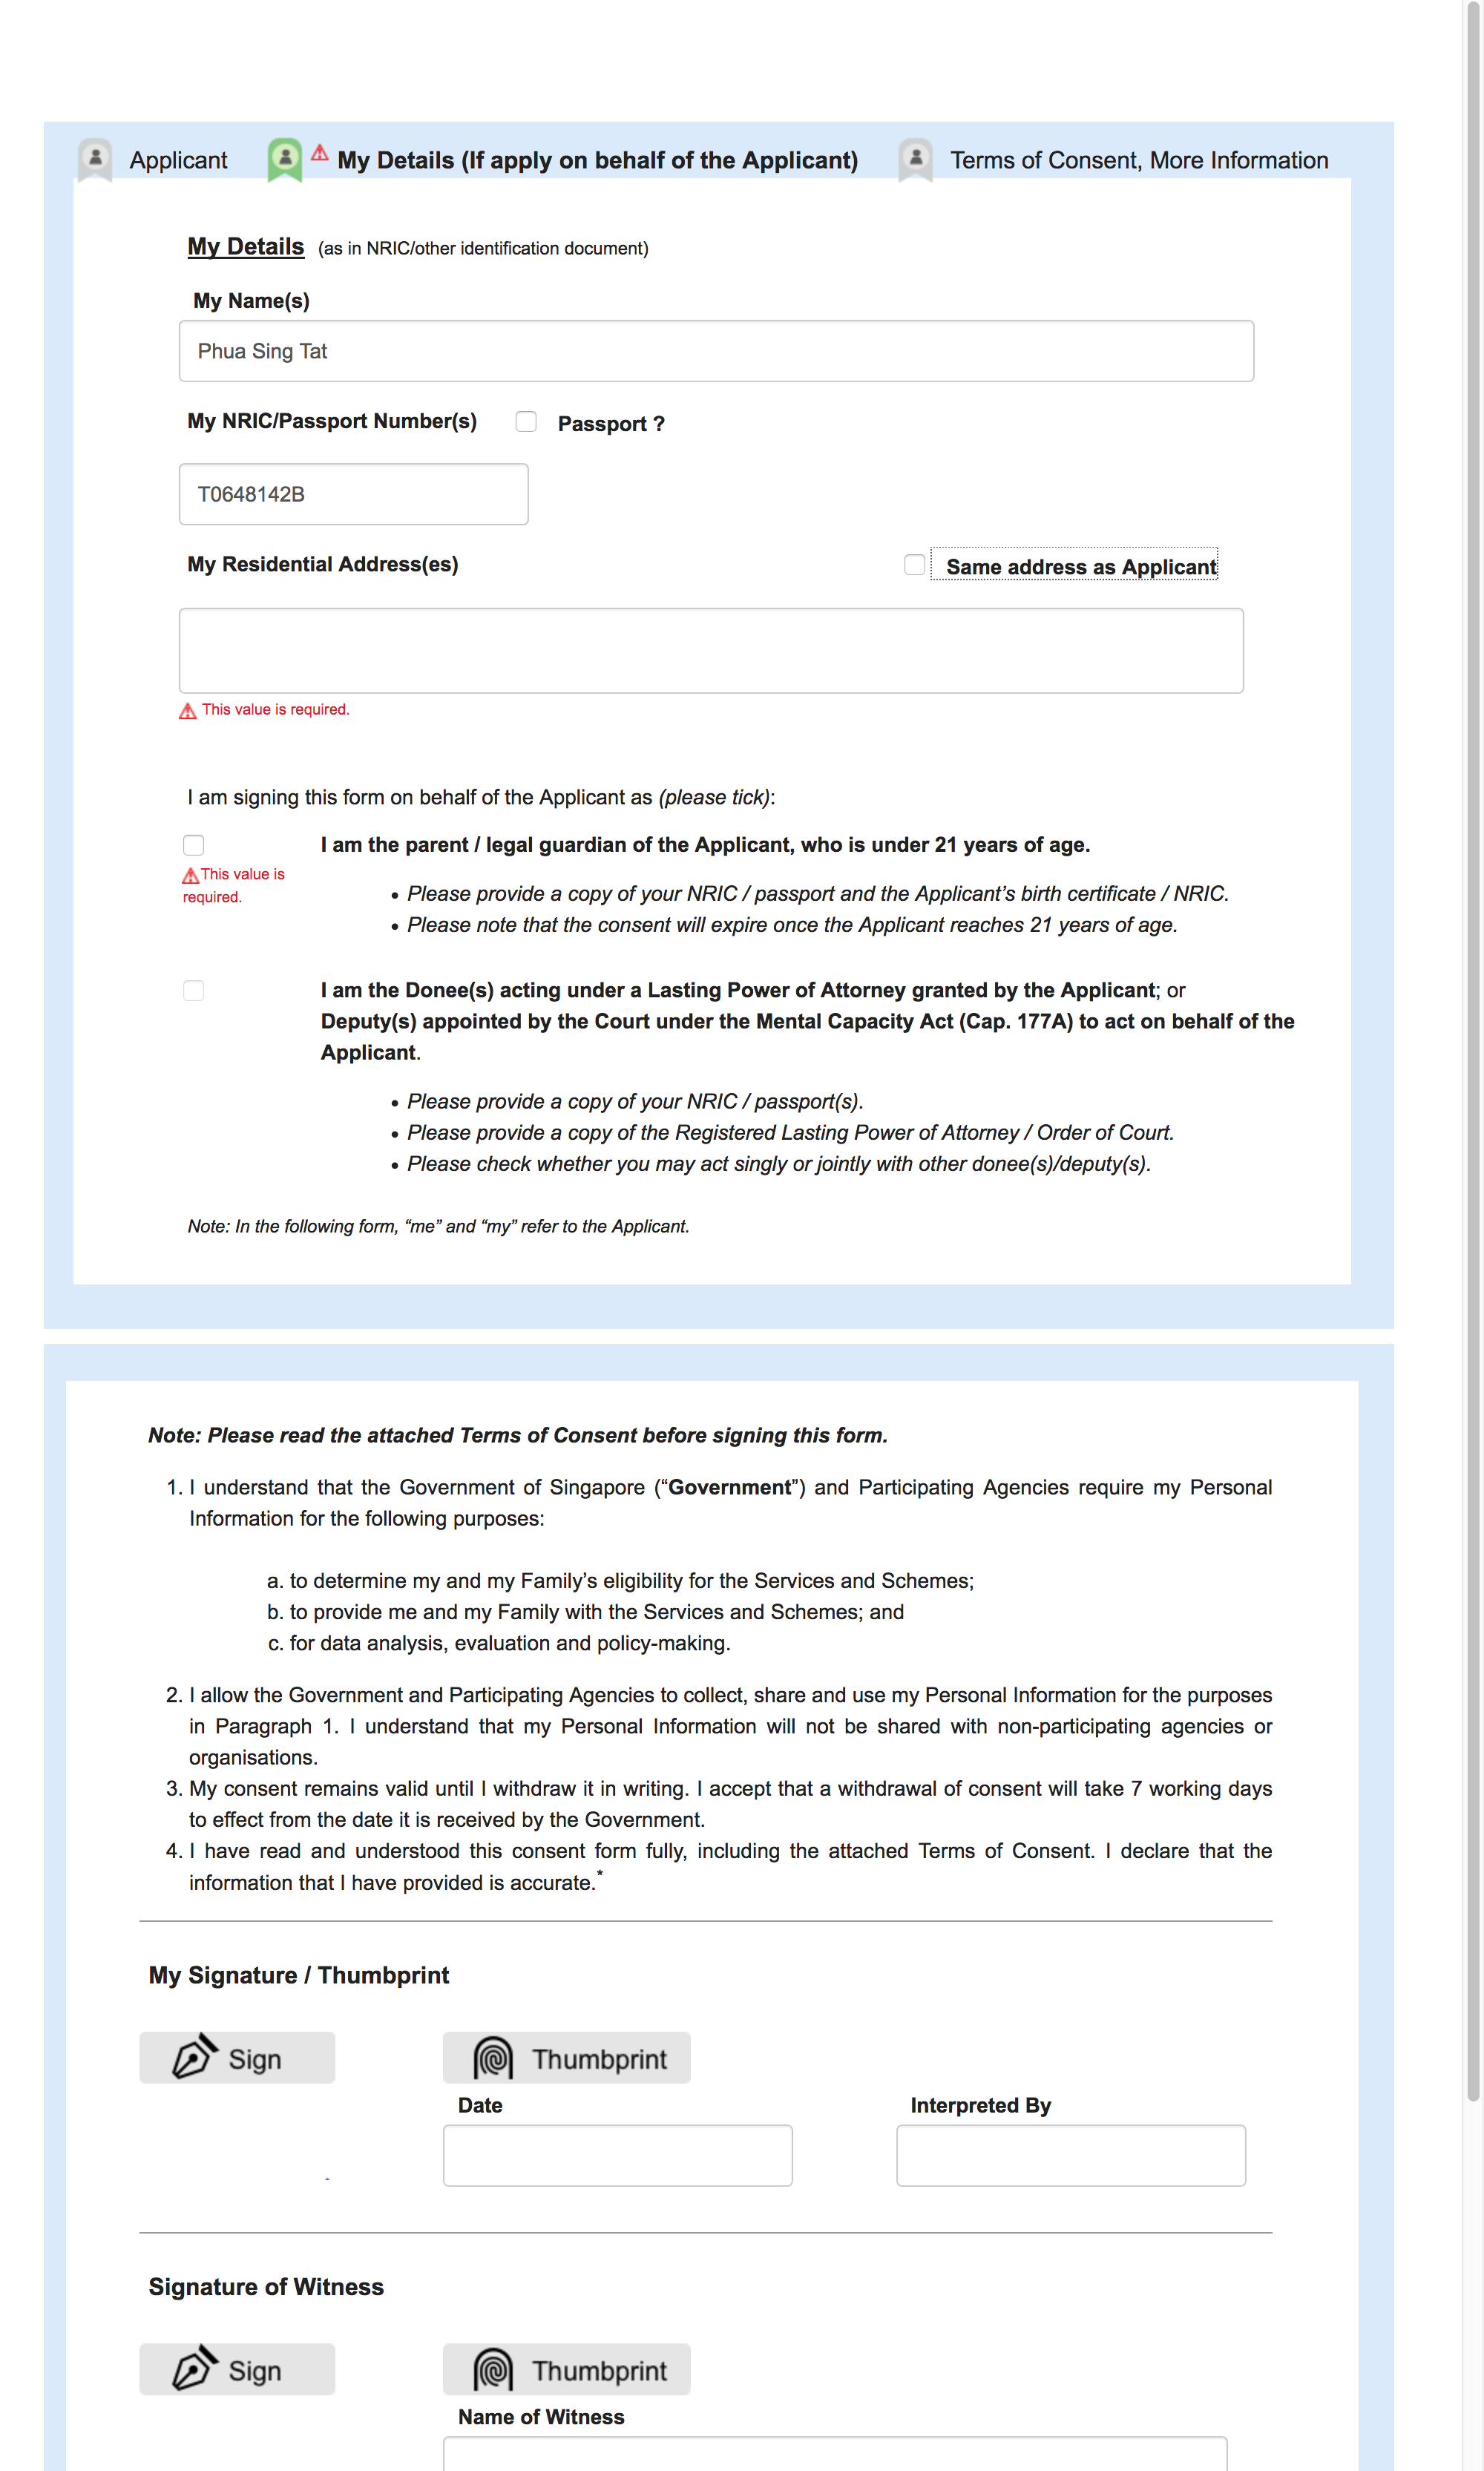 Applicant My Details (If apply on behalf of the Applicant) Terms of Consent, More Information
My Details (as in NRIC/other identification document)
My Name(s)
Phua Sing Tat
My NRIC/Passport Number(s) Passport ?
T0648142B
My Residential Address(es) Same address as Applicant
This value is required.
I am signing this form on behalf of the Applicant as (please tick):
I am the parent / legal guardian of the Applicant, who is under 21 years of age.
This value is
required.
• Please provide a copy of your NRIC / passport and the Applicant’s birth certificate / NRIC.
• Please note that the consent will expire once the Applicant reaches 21 years of age.
I am the Donee(s) acting under a Lasting Power of Attorney granted by the Applicant; or
Deputy(s) appointed by the Court under the Mental Capacity Act (Cap. 177A) to act on behalf of the
Applicant.
• Please provide a copy of your NRIC / passport(s).
• Please provide a copy of the Registered Lasting Power of Attorney / Order of Court.
• Please check whether you may act singly or jointly with other donee(s)/deputy(s).
Note: In the following form, “me” and “my” refer to the Applicant.
Note: Please read the attached Terms of Consent before signing this form.
1. I understand that the Government of Singapore (“Government”) and Participating Agencies require my Personal
Information for the following purposes:
a. to determine my and my Family’s eligibility for the Services and Schemes;
b. to provide me and my Family with the Services and Schemes; and
c. for data analysis, evaluation and policy-making.
2. I allow the Government and Participating Agencies to collect, share and use my Personal Information for the purposes
in Paragraph 1. I understand that my Personal Information will not be shared with non-participating agencies or
organisations.
3. My consent remains valid until I withdraw it in writing. I accept that a withdrawal of consent will take 7 working days
to effect from the date it is received by the Government.
4. I have read and understood this consent form fully, including the attached Terms of Consent. I declare that the
information that I have provided is accurate.*
My Signature / Thumbprint
Sign Thumbprint
Date Interpreted By
Signature of Witness
Sign Thumbprint
Name of Witness